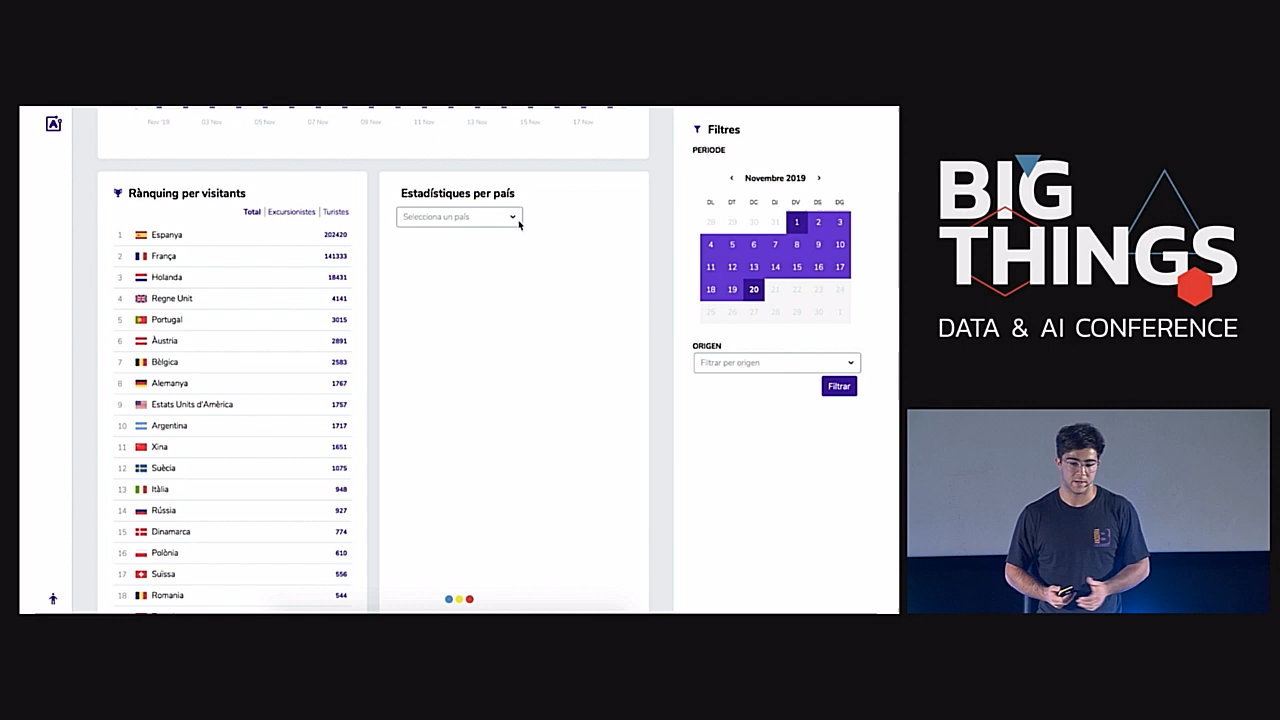 Nov '19 03 Nov 05 Nov 07 Nov 09 Nov 11 Nov 13 Nov 15 Nov 17 Nov
Rànquing per visitants
Total | Excursionistes | Turistes
1 Espanya 202420
2 França 141333
3 Holanda 18431
4 Regne Unit 4141
5 Portugal 3015
6 Àustria 2891
7 Bèlgica 2583
8 Alemanya 1767
9 Estats Units d'Amèrica 1757
10 Argentina 1717
11 Xina 1651
12 Suècia 1075
13 Itàlia 948
14 Rússia 927
15 Dinamarca 774
16 Polònia 610
17 Suïssa 556
18 Romania 544
Estadístiques per país
Selecciona un país
Filtres
PERIODE
‹ Novembre 2019 ›
DL DT DC DJ DV DS DG
28 29 30 31 1 2 3
4 5 6 7 8 9 10
11 12 13 14 15 16 17
18 19 20 21 22 23 24
25 26 27 28 29 30 1
ORIGEN
Filtrar per origen
Filtrar
BIG
THINGS
DATA & AI CONFERENCE